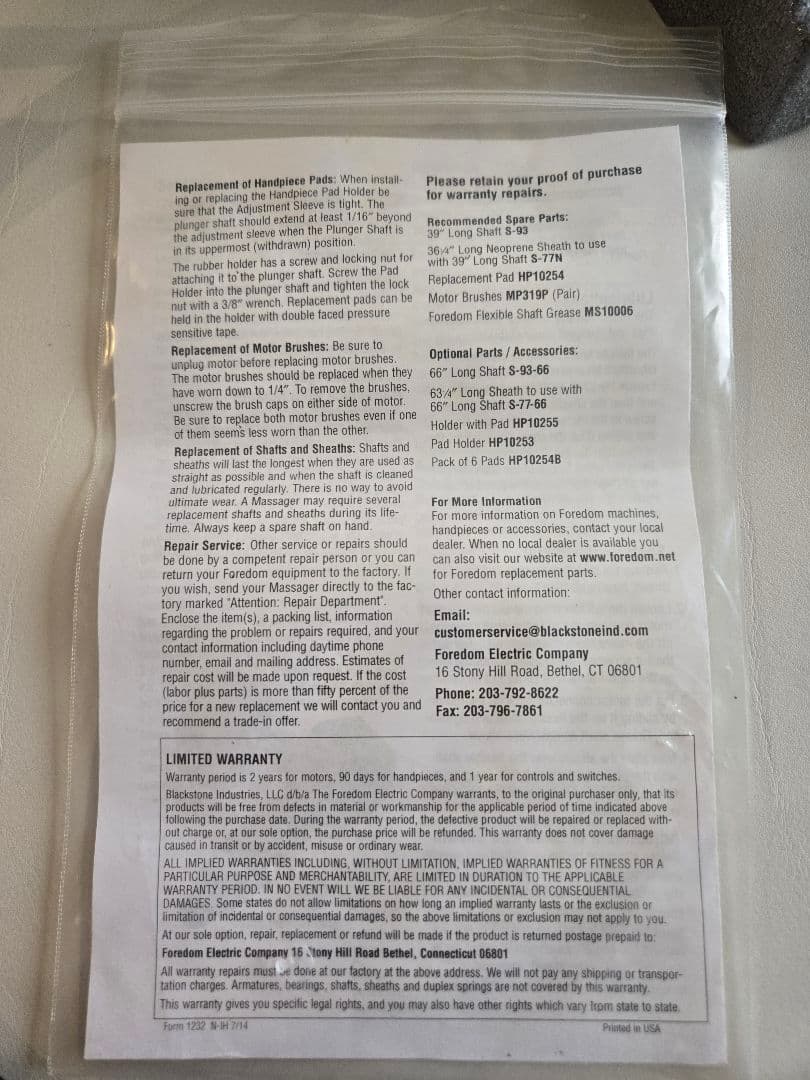 Replacement of Handpiece Pads: When install-
ing or replacing the Handpiece Pad Holder be
sure that the Adjustment Sleeve is tight. The
plunger shaft should extend at least 1/16" beyond
the adjustment sleeve when the Plunger Shaft is
in its uppermost (withdrawn) position.
The rubber holder has a screw and locking nut for
attaching it to the plunger shaft. Screw the Pad
Holder into the plunger shaft and tighten the lock
nut with a 3/8" wrench. Replacement pads can be
held in the holder with double faced pressure
sensitive tape.
Replacement of Motor Brushes: Be sure to
unplug motor before replacing motor brushes.
The motor brushes should be replaced when they
have worn down to 1/4". To remove the brushes,
unscrew the brush caps on either side of motor.
Be sure to replace both motor brushes even if one
of them seems less worn than the other.
Replacement of Shafts and Sheaths: Shafts and
sheaths will last the longest when they are used as
straight as possible and when the shaft is cleaned
and lubricated regularly. There is no way to avoid
ultimate wear. A Massager may require several
replacement shafts and sheaths during its life-
time. Always keep a spare shaft on hand.
Repair Service: Other service or repairs should
be done by a competent repair person or you can
return your Foredom equipment to the factory. If
you wish, send your Massager directly to the fac-
tory marked "Attention: Repair Department".
Enclose the item(s), a packing list, information
regarding the problem or repairs required, and your
contact information including daytime phone
number, email and mailing address. Estimates of
repair cost will be made upon request. If the cost
(labor plus parts) is more than fifty percent of the
price for a new replacement we will contact you and
recommend a trade-in offer.
Please retain your proof of purchase
for warranty repairs.
Recommended Spare Parts:
39" Long Shaft S-93
363/4" Long Neoprene Sheath to use
with 39" Long Shaft S-77N
Replacement Pad HP10254
Motor Brushes MP319P (Pair)
Foredom Flexible Shaft Grease MS10006
Optional Parts / Accessories:
66" Long Shaft S-93-66
633/4" Long Sheath to use with
66" Long Shaft S-77-66
Holder with Pad HP10255
Pad Holder HP10253
Pack of 6 Pads HP10254B
For More Information
For more information on Foredom machines,
handpieces or accessories, contact your local
dealer. When no local dealer is available you
can also visit our website at www.foredom.net
for Foredom replacement parts.
Other contact information:
Email:
customerservice@blackstoneind.com
Foredom Electric Company
16 Stony Hill Road, Bethel, CT 06801
Phone: 203-792-8622
Fax: 203-796-7861
LIMITED WARRANTY
Warranty period is 2 years for motors, 90 days for handpieces, and 1 year for controls and switches.
Blackstone Industries, LLC d/b/a The Foredom Electric Company warrants, to the original purchaser only, that its
products will be free from defects in material or workmanship for the applicable period of time indicated above
following the purchase date. During the warranty period, the defective product will be repaired or replaced with-
out charge or, at our sole option, the purchase price will be refunded. This warranty does not cover damage
caused in transit or by accident, misuse or ordinary wear.
ALL IMPLIED WARRANTIES INCLUDING, WITHOUT LIMITATION, IMPLIED WARRANTIES OF FITNESS FOR A
PARTICULAR PURPOSE AND MERCHANTABILITY, ARE LIMITED IN DURATION TO THE APPLICABLE
WARRANTY PERIOD. IN NO EVENT WILL WE BE LIABLE FOR ANY INCIDENTAL OR CONSEQUENTIAL
DAMAGES. Some states do not allow limitations on how long an implied warranty lasts or the exclusion or
limitation of incidental or consequential damages, so the above limitations or exclusion may not apply to you.
At our sole option, repair, replacement or refund will be made if the product is returned postage prepaid to:
Foredom Electric Company 16 Stony Hill Road Bethel, Connecticut 06801
All warranty repairs must be done at our factory at the above address. We will not pay any shipping or transpor-
tation charges. Armatures, bearings, shafts, sheaths and duplex springs are not covered by this warranty.
This warranty gives you specific legal rights, and you may also have other rights which vary from state to state.
Form 1232 N-IH 7/14
Printed in USA